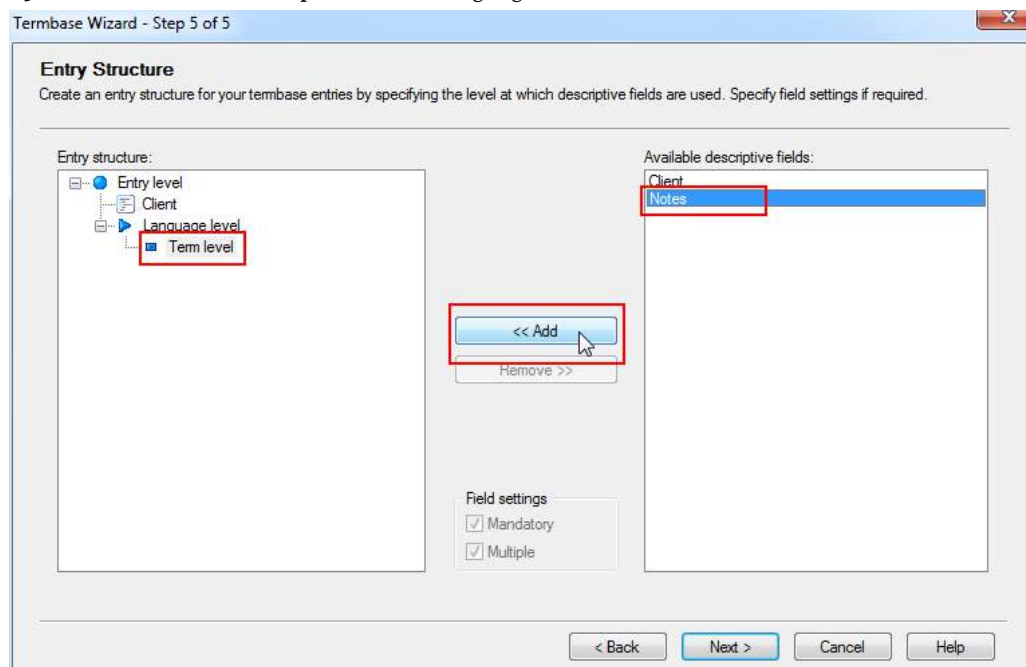 Termbase Wizard - Step 5 of 5
Entry Structure
Create an entry structure for your termbase entries by specifying the level at which descriptive fields are used. Specify field settings if required.
Entry structure:
Entry level
Client
Language level
Term level
Available descriptive fields:
Client
Notes
<< Add
Remove >>
Field settings
Mandatory
Multiple
< Back
Next >
Cancel
Help